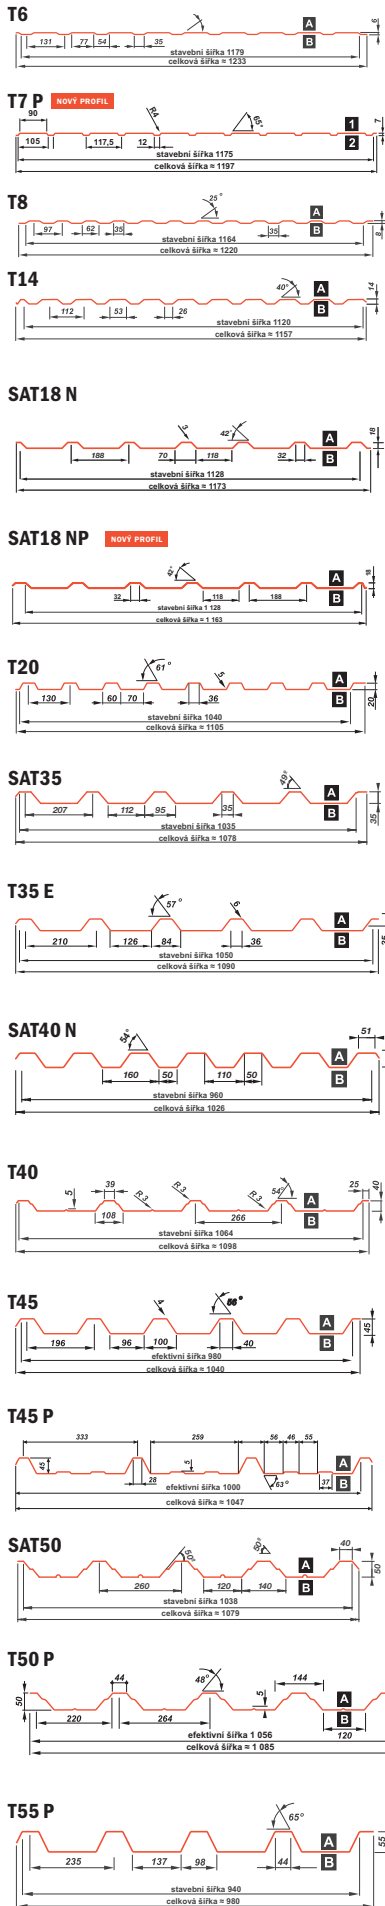 T6
6
A
B
131 77 54 35
stavební šířka 1179
celková šířka ≈ 1233
T7 P NOVÝ PROFIL
90 R4 65° 1 7
105 117,5 12 2
stavební šířka 1175
celková šířka ≈ 1197
T8
25° A
97 62 35 35 B 8
stavební šířka 1164
celková šířka ≈ 1220
T14
40° A 14
112 53 26 B
stavební šířka 1120
celková šířka ≈ 1157
SAT18 N
3 42° A 18
188 70 118 32 B
stavební šířka 1128
celková šířka ≈ 1173
SAT18 NP NOVÝ PROFIL
42° A 18
32 118 188 B
stavební šířka 1 128
celková šířka ≈ 1 163
T20
61° 5 A
130 60 70 36 B 20
stavební šířka 1040
celková šířka ≈ 1105
SAT35
49° A
207 112 95 35 B 35
stavební šířka 1035
celková šířka ≈ 1078
T35 E
57° 6 A
210 126 84 36 B
stavební šířka 1050
celková šířka ≈ 1090
SAT40 N
54° 51
A
160 50 110 50 B
stavební šířka 960
celková šířka 1026
T40
5 39 R 3 R 3 R 3 54° 25 40
A
108 266 B
stavební šířka 1064
celková šířka ≈ 1098
T45
4 56° A 45
196 96 100 40 B
efektivní šířka 980
celková šířka ≈ 1040
T45 P
333 259 56 46 55
45 5 A
28 63° 37 B
efektivní šířka 1000
celková šířka ≈ 1047
SAT50
50° 50° 40
A 50
260 120 140 B
stavební šířka 1038
celková šířka ≈ 1079
T50 P
44 48° 144
50 5 A
220 264 B
efektivní šířka 1 056 120
celková šířka ≈ 1 085
T55 P
65°
A 55
235 137 98 44 B
stavební šířka 940
celková šířka ≈ 980